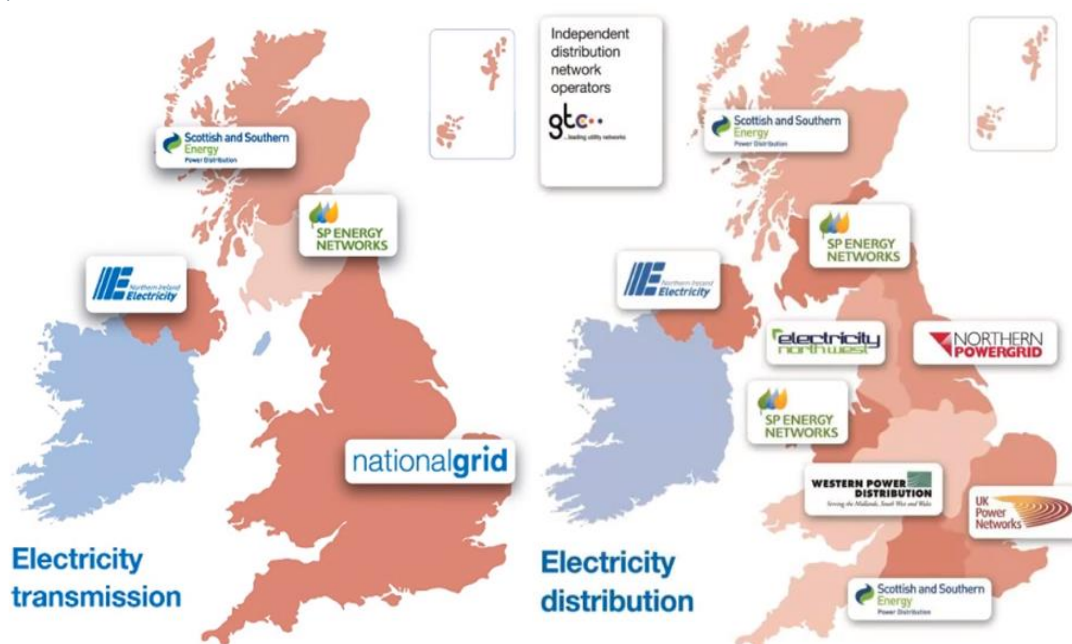 Scottish and Southern
Energy
Power Distribution
SP ENERGY
NETWORKS
Northern Ireland
Electricity
nationalgrid
Electricity
transmission
Independent
distribution
network
operators
gtc
...leading utility networks
Scottish and Southern
Energy
Power Distribution
SP ENERGY
NETWORKS
Northern Ireland
Electricity
electricity
north west
NORTHERN
POWERGRID
SP ENERGY
NETWORKS
WESTERN POWER
DISTRIBUTION
Serving the Midlands, South West and Wales
UK
Power
Networks
Scottish and Southern
Energy
Power Distribution
Electricity
distribution